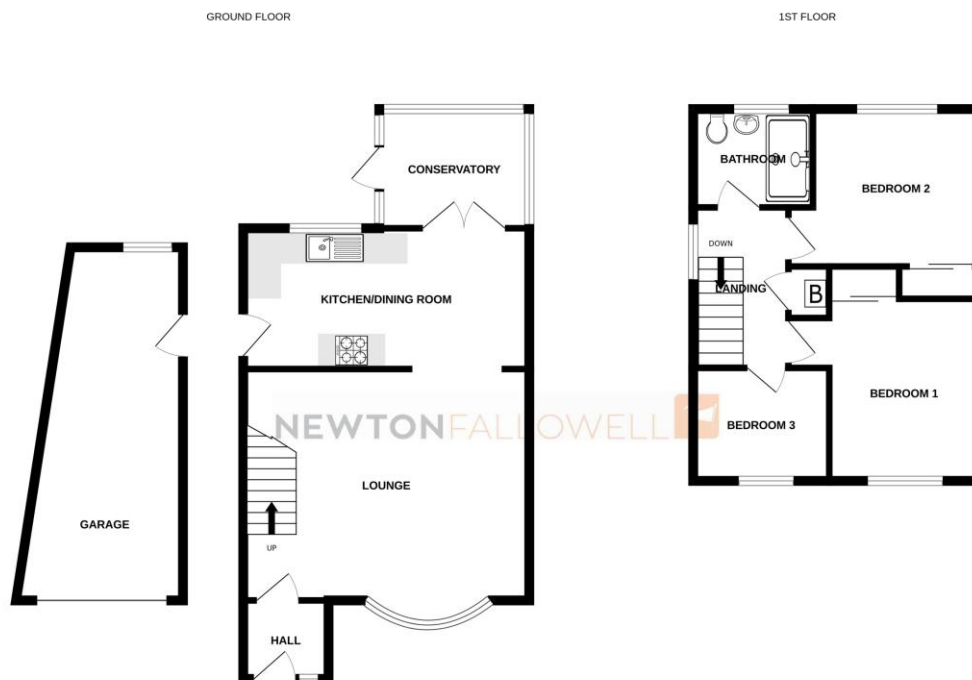 GROUND FLOOR
1ST FLOOR
CONSERVATORY
KITCHEN/DINING ROOM
LOUNGE
UP
HALL
GARAGE
BATHROOM
BEDROOM 2
DOWN
LANDING
B
BEDROOM 1
BEDROOM 3
NEWTONFALLOWELL